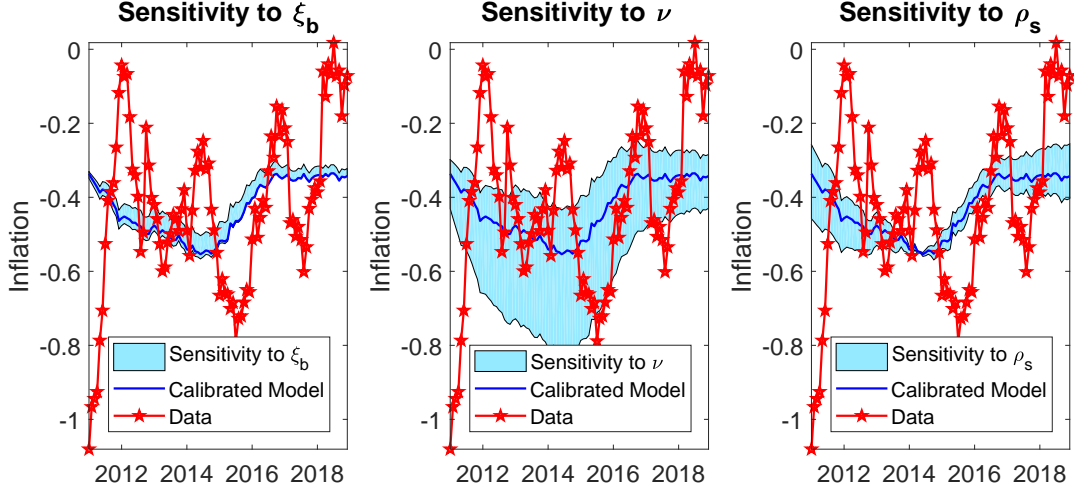 Sensitivity to ξb
Inflation
0
-0.2
-0.4
-0.6
-0.8
-1
2012 2014 2016 2018
Sensitivity to ξb
Calibrated Model
Data
Sensitivity to ν
Inflation
0
-0.2
-0.4
-0.6
-0.8
-1
2012 2014 2016 2018
Sensitivity to ν
Calibrated Model
Data
Sensitivity to ρs
Inflation
0
-0.2
-0.4
-0.6
-0.8
-1
2012 2014 2016 2018
Sensitivity to ρs
Calibrated Model
Data